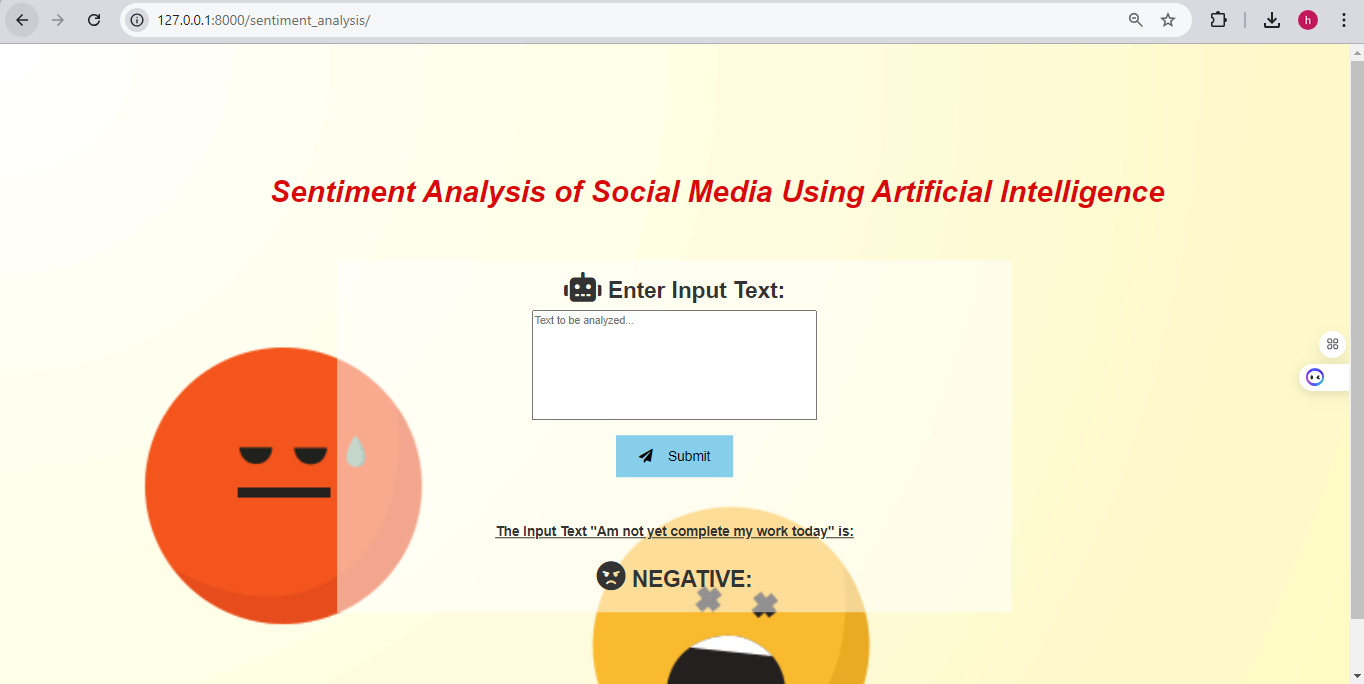 127.0.0.1:8000/sentiment_analysis/
h
Sentiment Analysis of Social Media Using Artificial Intelligence
Enter Input Text:
Text to be analyzed...
Submit
The Input Text "Am not yet complete my work today" is:
NEGATIVE: